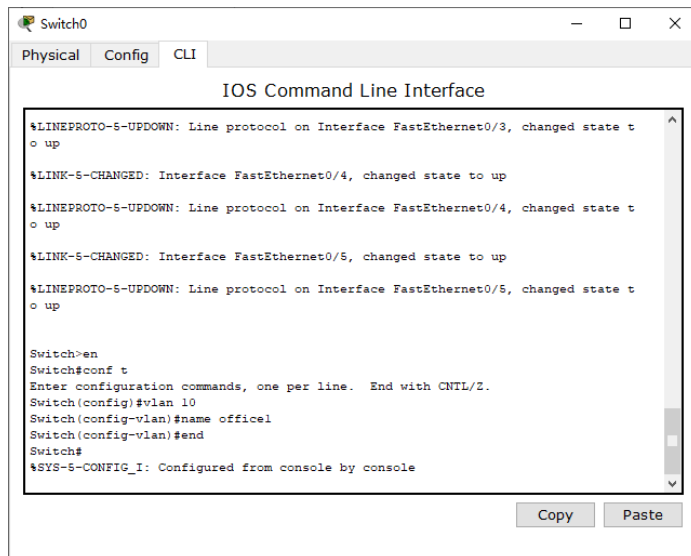 Switch0
Physical Config CLI
IOS Command Line Interface
%LINEPROTO-5-UPDOWN: Line protocol on Interface FastEthernet0/3, changed state t
o up
%LINK-5-CHANGED: Interface FastEthernet0/4, changed state to up
%LINEPROTO-5-UPDOWN: Line protocol on Interface FastEthernet0/4, changed state t
o up
%LINK-5-CHANGED: Interface FastEthernet0/5, changed state to up
%LINEPROTO-5-UPDOWN: Line protocol on Interface FastEthernet0/5, changed state t
o up
Switch>en
Switch#conf t
Enter configuration commands, one per line.  End with CNTL/Z.
Switch(config)#vlan 10
Switch(config-vlan)#name office1
Switch(config-vlan)#end
Switch#
%SYS-5-CONFIG_I: Configured from console by console
Copy Paste